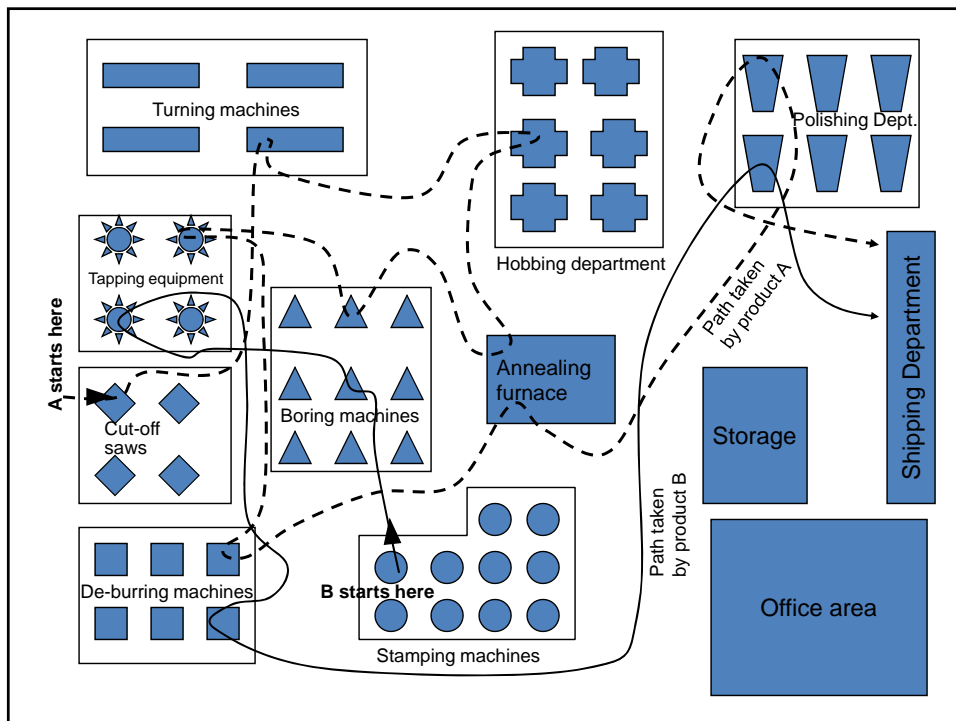 Turning machines
Polishing Dept.
Hobbing department
Tapping equipment
Path taken
by product A
A starts here
Annealing
furnace
Shipping Department
Boring machines
Cut-off
saws
Storage
Path taken
by product B
De-burring machines
B starts here
Office area
Stamping machines